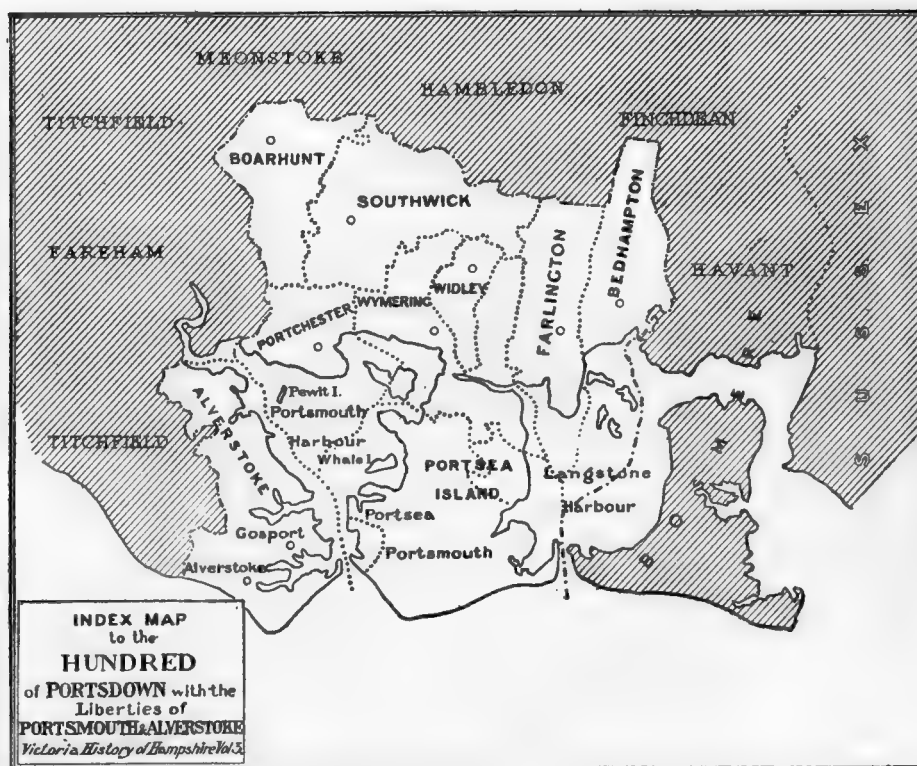 MEONSTOKE
HAMBLEDON
TITCHFIELD
FINCHDEAN
BOARHUNT
SOUTHWICK
BEDHAMPTON
SUSSEX
FAREHAM
HAVANT
WIDLEY
FARLINGTON
WYMERING
PORTCHESTER
BOSMERE
ALVERSTOKE
Pewit I.
Portsmouth
Harbour
Whale I
TITCHFIELD
PORTSEA
ISLAND
Langstone
Harbour
Portsea
Gosport
Portsmouth
Alverstoke
INDEX MAP
to the
HUNDRED
of PORTSDOWN with the
Liberties of
PORTSMOUTH & ALVERSTOKE
Victoria History of Hampshire Vol 3.